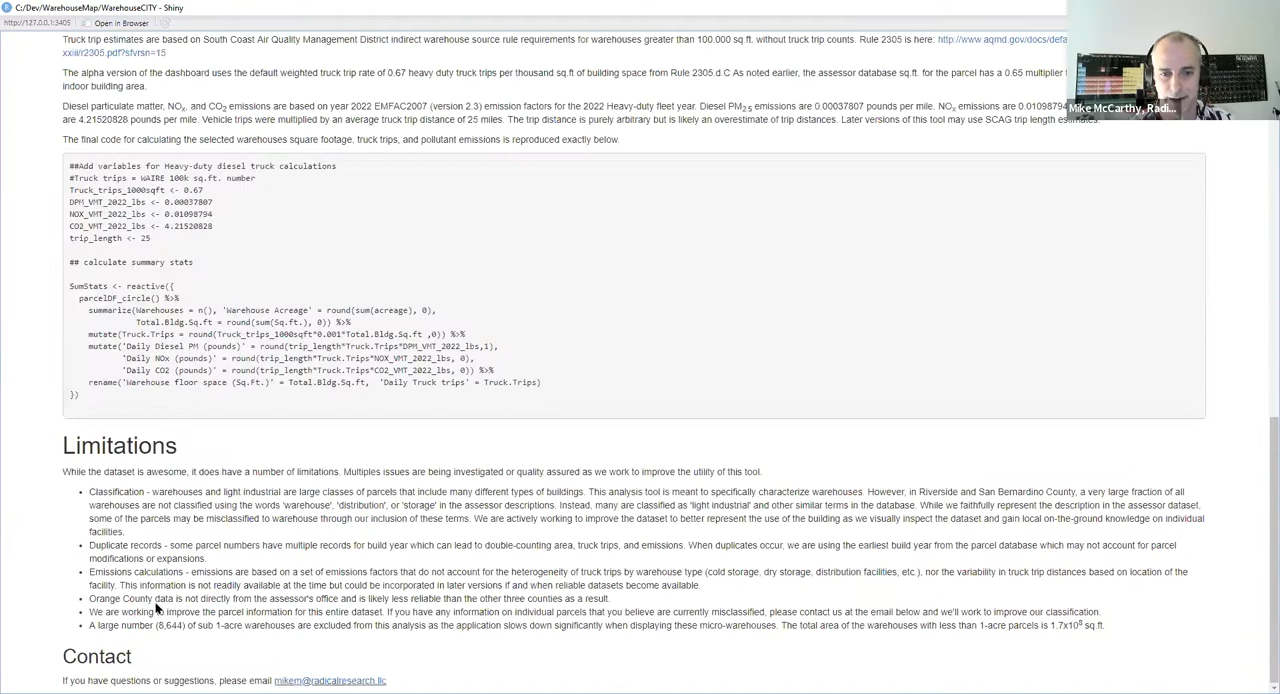 C:/Dev/WarehouseMap/WarehouseCITY - Shiny
http://127.0.0.1:3405 Open in Browser
Truck trip estimates are based on South Coast Air Quality Management District indirect warehouse source rule requirements for warehouses greater than 100.000 sq.ft. without truck trip counts. Rule 2305 is here: http://www.aqmd.gov/docs/defa
xxiii/r2305.pdf?sfvrsn=15
The alpha version of the dashboard uses the default weighted truck trip rate of 0.67 heavy duty truck trips per thousand sq.ft of building space from Rule 2305.d.C As noted earlier, the assessor database sq.ft. for the parcel has a 0.65 multiplier
indoor building area.
Diesel particulate matter, NOx, and CO2 emissions are based on year 2022 EMFAC2007 (version 2.3) emission factors for the 2022 Heavy-duty fleet year. Diesel PM2.5 emissions are 0.00037807 pounds per mile. NOx emissions are 0.01098794
are 4.21520828 pounds per mile. Vehicle trips were multiplied by an average truck trip distance of 25 miles. The trip distance is purely arbitrary but is likely an overestimate of trip distances. Later versions of this tool may use SCAG trip length estimates.
Mike McCarthy, Radi...
The final code for calculating the selected warehouses square footage, truck trips, and pollutant emissions is reproduced exactly below.
##Add variables for Heavy-duty diesel truck calculations
#Truck trips = WAIRE 100k sq.ft. number
Truck_trips_1000sqft <- 0.67
DPM_VMT_2022_lbs <- 0.00037807
NOX_VMT_2022_lbs <- 0.01098794
CO2_VMT_2022_lbs <- 4.21520828
trip_length <- 25
## calculate summary stats
SumStats <- reactive({
parcelDF_circle() %>%
summarize(Warehouses = n(), 'Warehouse Acreage' = round(sum(acreage), 0),
Total.Bldg.Sq.ft = round(sum(Sq.ft.), 0)) %>%
mutate(Truck.Trips = round(Truck_trips_1000sqft*0.001*Total.Bldg.Sq.ft ,0)) %>%
mutate('Daily Diesel PM (pounds)' = round(trip_length*Truck.Trips*DPM_VMT_2022_lbs,1),
'Daily NOx (pounds)' = round(trip_length*Truck.Trips*NOX_VMT_2022_lbs, 0),
'Daily CO2 (pounds)' = round(trip_length*Truck.Trips*CO2_VMT_2022_lbs, 0)) %>%
rename('Warehouse floor space (Sq.Ft.)' = Total.Bldg.Sq.ft, 'Daily Truck trips' = Truck.Trips)
})
Limitations
While the dataset is awesome, it does have a number of limitations. Multiples issues are being investigated or quality assured as we work to improve the utility of this tool.
• Classification - warehouses and light industrial are large classes of parcels that include many different types of buildings. This analysis tool is meant to specifically characterize warehouses. However, in Riverside and San Bernardino County, a very large fraction of all
warehouses are not classified using the words 'warehouse', 'distribution', or 'storage' in the assessor descriptions. Instead, many are classified as 'light industrial' and other similar terms in the database. While we faithfully represent the description in the assessor dataset,
some of the parcels may be misclassified to warehouse through our inclusion of these terms. We are actively working to improve the dataset to better represent the use of the building as we visually inspect the dataset and gain local on-the-ground knowledge on individual
facilities.
• Duplicate records - some parcel numbers have multiple records for build year which can lead to double-counting area, truck trips, and emissions. When duplicates occur, we are using the earliest build year from the parcel database which may not account for parcel
modifications or expansions.
• Emissions calculations - emissions are based on a set of emissions factors that do not account for the heterogeneity of truck trips by warehouse type (cold storage, dry storage, distribution facilities, etc.), nor the variability in truck trip distances based on location of the
facility. This information is not readily available at the time but could be incorporated in later versions if and when reliable datasets become available.
• Orange County data is not directly from the assessor's office and is likely less reliable than the other three counties as a result.
• We are working to improve the parcel information for this entire dataset. If you have any information on individual parcels that you believe are currently misclassified, please contact us at the email below and we'll work to improve our classification.
• A large number (8,644) of sub 1-acre warehouses are excluded from this analysis as the application slows down significantly when displaying these micro-warehouses. The total area of the warehouses with less than 1-acre parcels is 1.7x10⁸ sq.ft.
Contact
If you have questions or suggestions, please email mikem@radicalresearch.llc